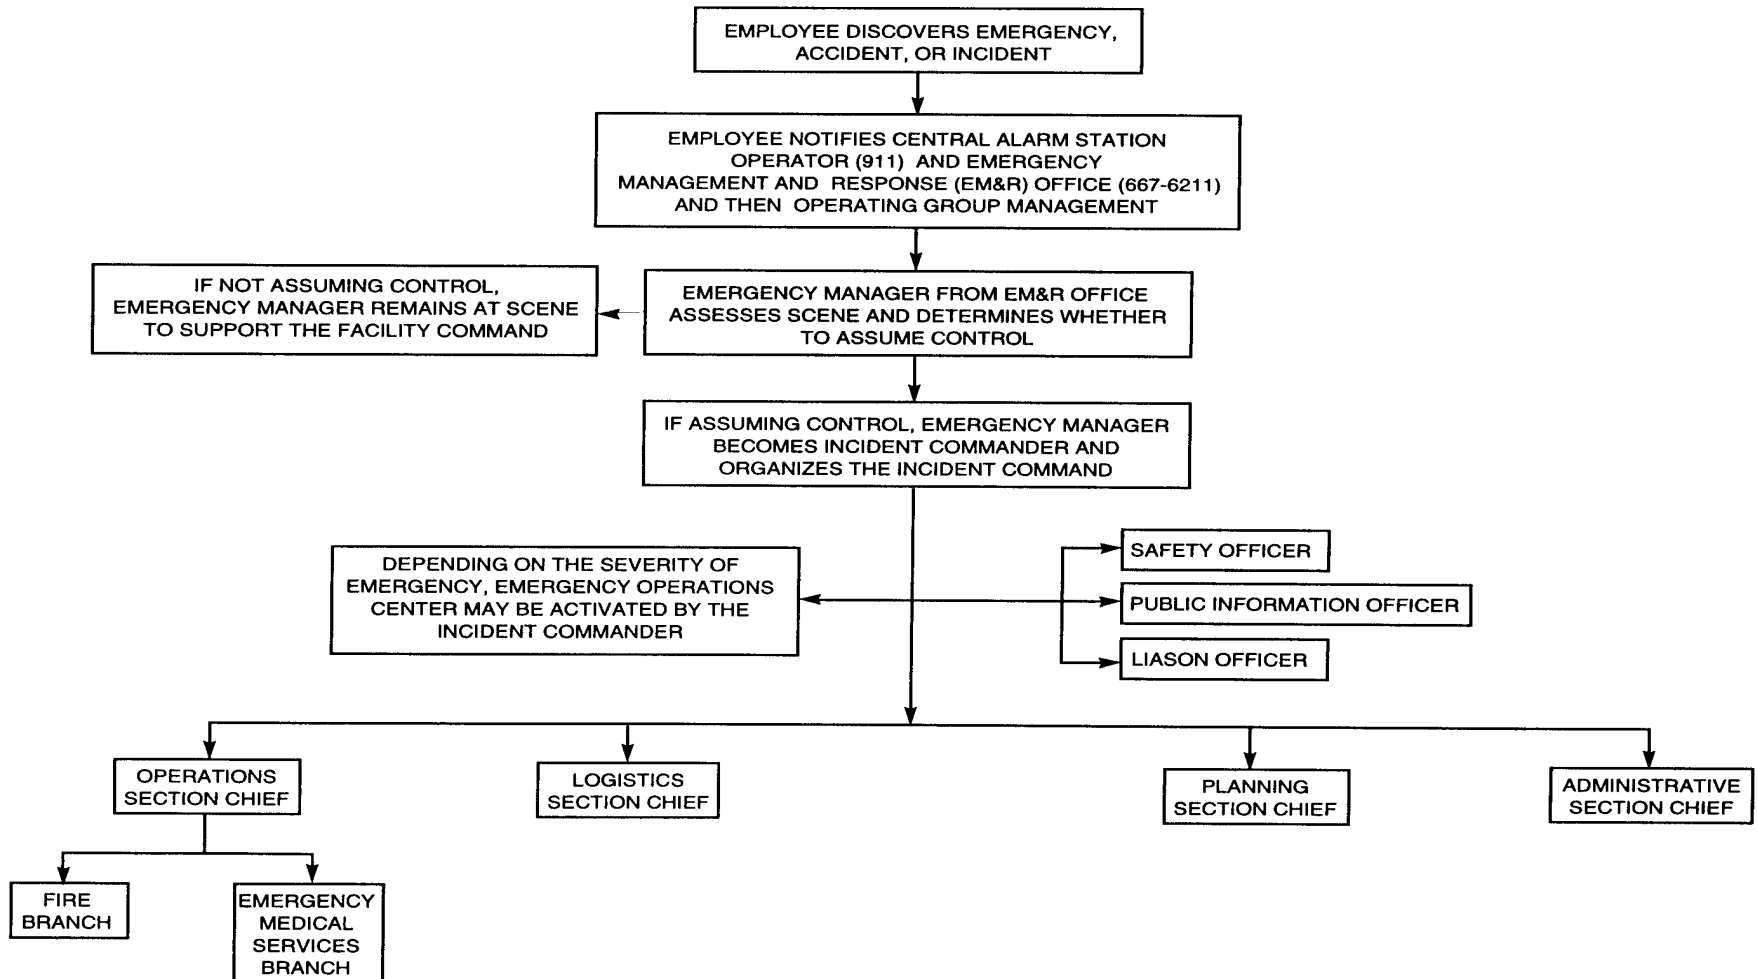 EMPLOYEE DISCOVERS EMERGENCY,
ACCIDENT, OR INCIDENT
EMPLOYEE NOTIFIES CENTRAL ALARM STATION
OPERATOR (911) AND EMERGENCY
MANAGEMENT AND RESPONSE (EM&R) OFFICE (667-6211)
AND THEN OPERATING GROUP MANAGEMENT
IF NOT ASSUMING CONTROL,
EMERGENCY MANAGER REMAINS AT SCENE
TO SUPPORT THE FACILITY COMMAND
EMERGENCY MANAGER FROM EM&R OFFICE
ASSESSES SCENE AND DETERMINES WHETHER
TO ASSUME CONTROL
IF ASSUMING CONTROL, EMERGENCY MANAGER
BECOMES INCIDENT COMMANDER AND
ORGANIZES THE INCIDENT COMMAND
DEPENDING ON THE SEVERITY OF
EMERGENCY, EMERGENCY OPERATIONS
CENTER MAY BE ACTIVATED BY THE
INCIDENT COMMANDER
SAFETY OFFICER
PUBLIC INFORMATION OFFICER
LIASON OFFICER
OPERATIONS
SECTION CHIEF
LOGISTICS
SECTION CHIEF
PLANNING
SECTION CHIEF
ADMINISTRATIVE
SECTION CHIEF
FIRE
BRANCH
EMERGENCY
MEDICAL
SERVICES
BRANCH